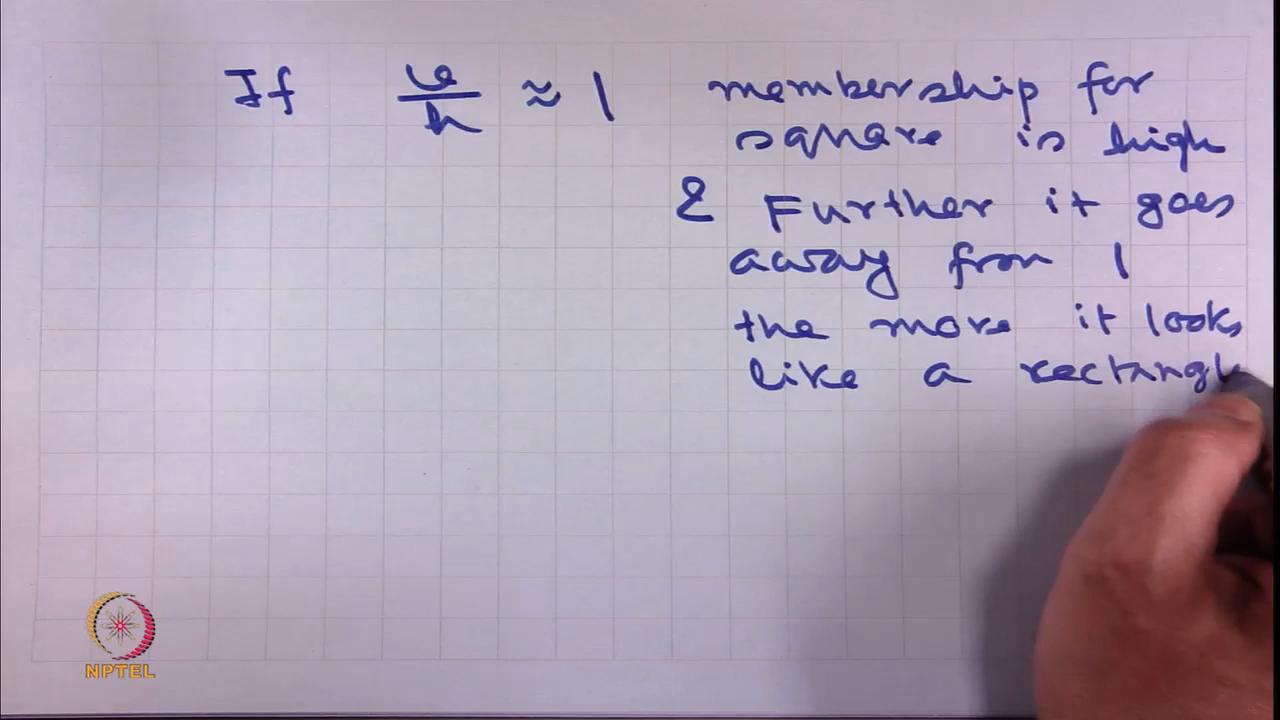 If v/h ≈ 1 membership for
square is high
& Further it goes
away from 1
the more it looks
like a rectangl
NPTEL